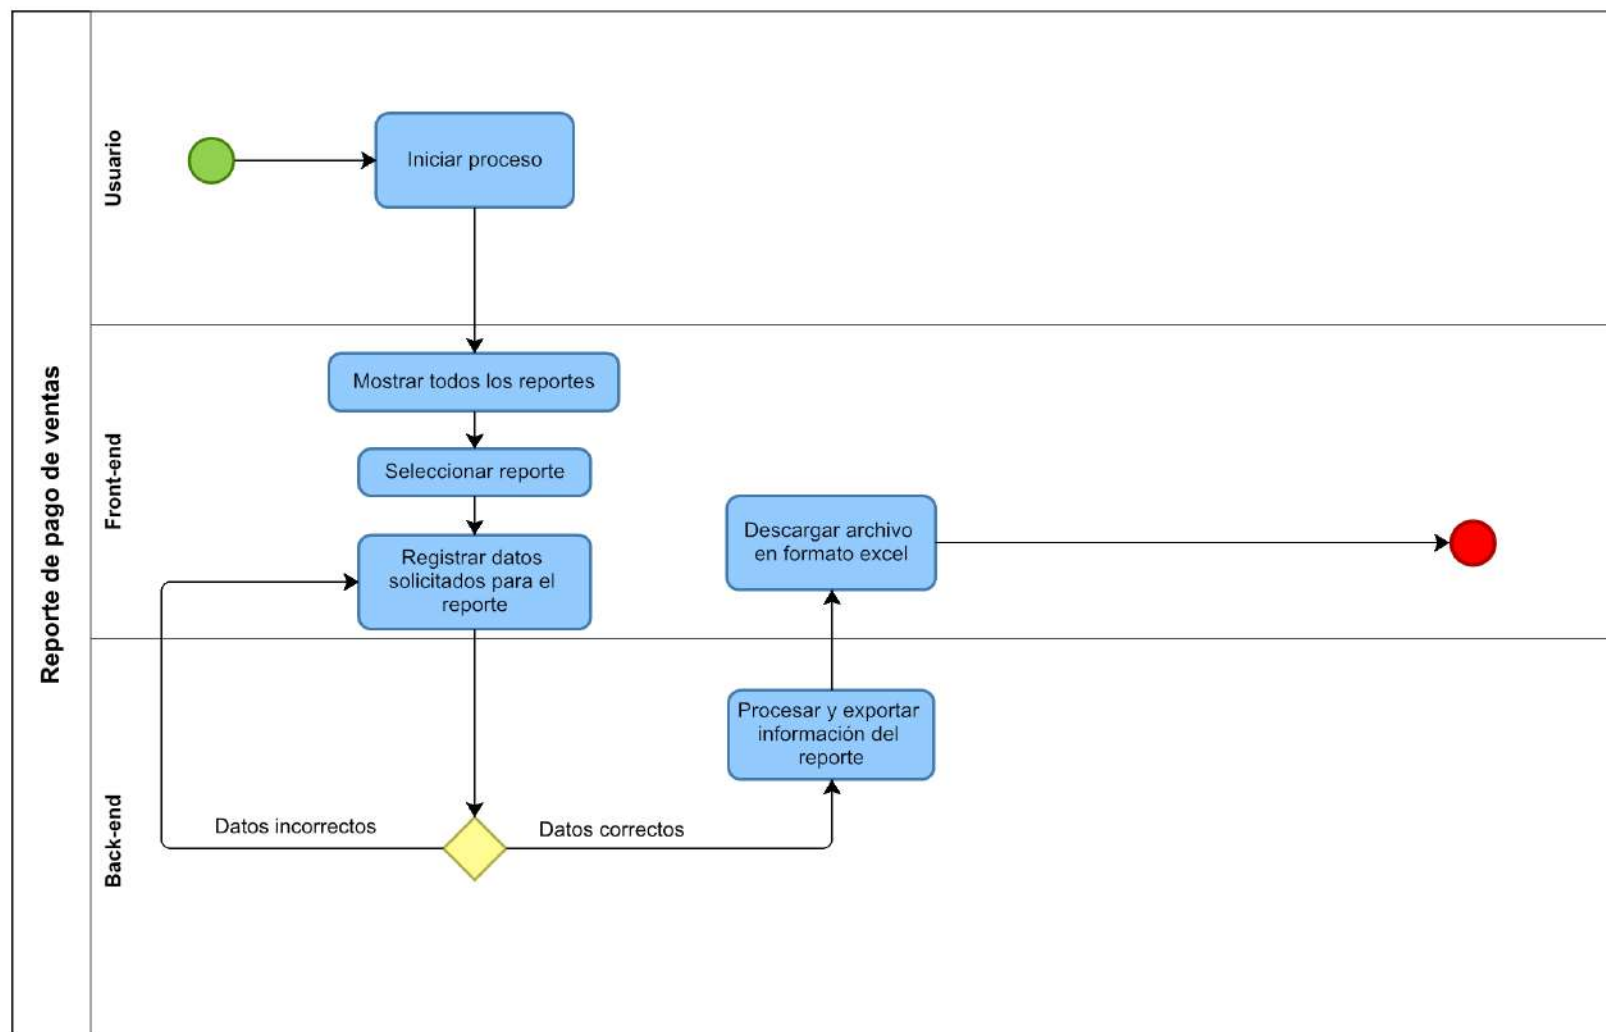 Reporte de pago de ventas
Usuario
Iniciar proceso
Front-end
Mostrar todos los reportes
Seleccionar reporte
Registrar datos
solicitados para el
reporte
Descargar archivo
en formato excel
Back-end
Procesar y exportar
información del
reporte
Datos incorrectos
Datos correctos